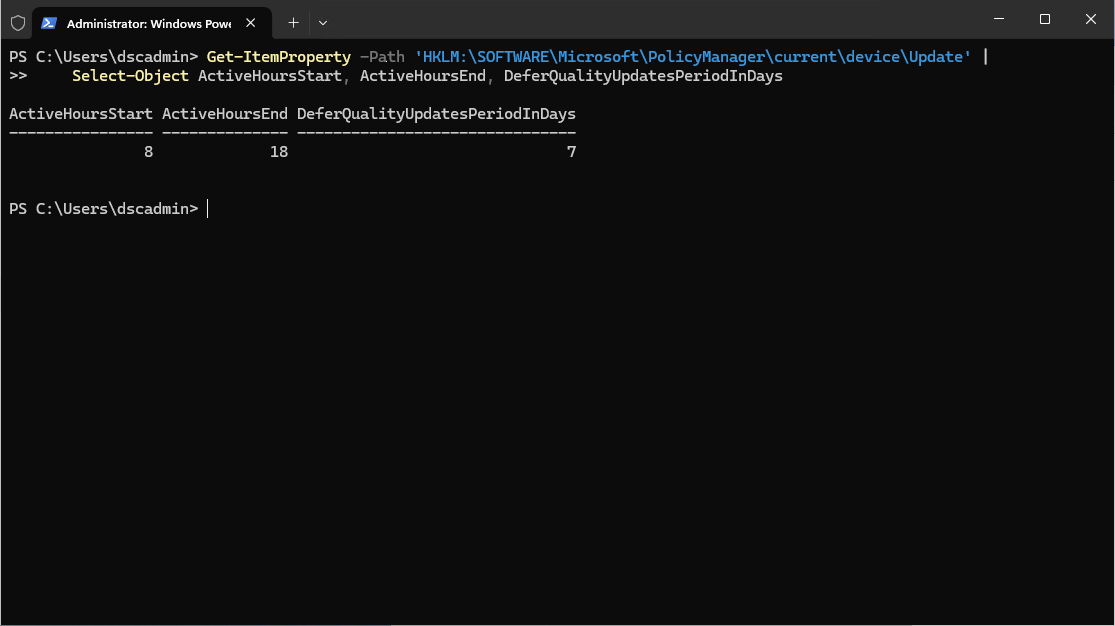 Administrator: Windows Powe
PS C:\Users\dscadmin> Get-ItemProperty -Path 'HKLM:\SOFTWARE\Microsoft\PolicyManager\current\device\Update' |
>>     Select-Object ActiveHoursStart, ActiveHoursEnd, DeferQualityUpdatesPeriodInDays
ActiveHoursStart ActiveHoursEnd DeferQualityUpdatesPeriodInDays
---------------- -------------- -------------------------------
               8             18                               7
PS C:\Users\dscadmin>